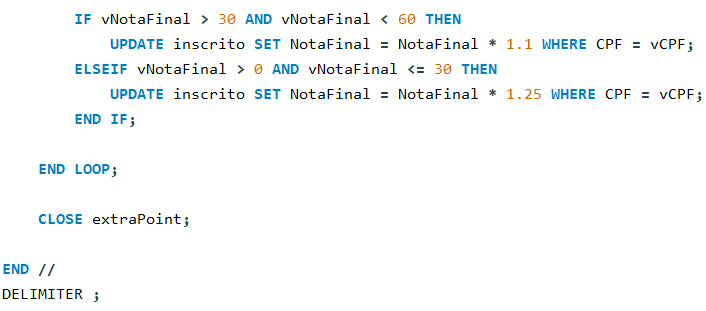 IF vNotaFinal > 30 AND vNotaFinal < 60 THEN
UPDATE inscrito SET NotaFinal = NotaFinal * 1.1 WHERE CPF = vCPF;
ELSEIF vNotaFinal > 0 AND vNotaFinal <= 30 THEN
UPDATE inscrito SET NotaFinal = NotaFinal * 1.25 WHERE CPF = vCPF;
END IF;
END LOOP;
CLOSE extraPoint;
END //
DELIMITER ;